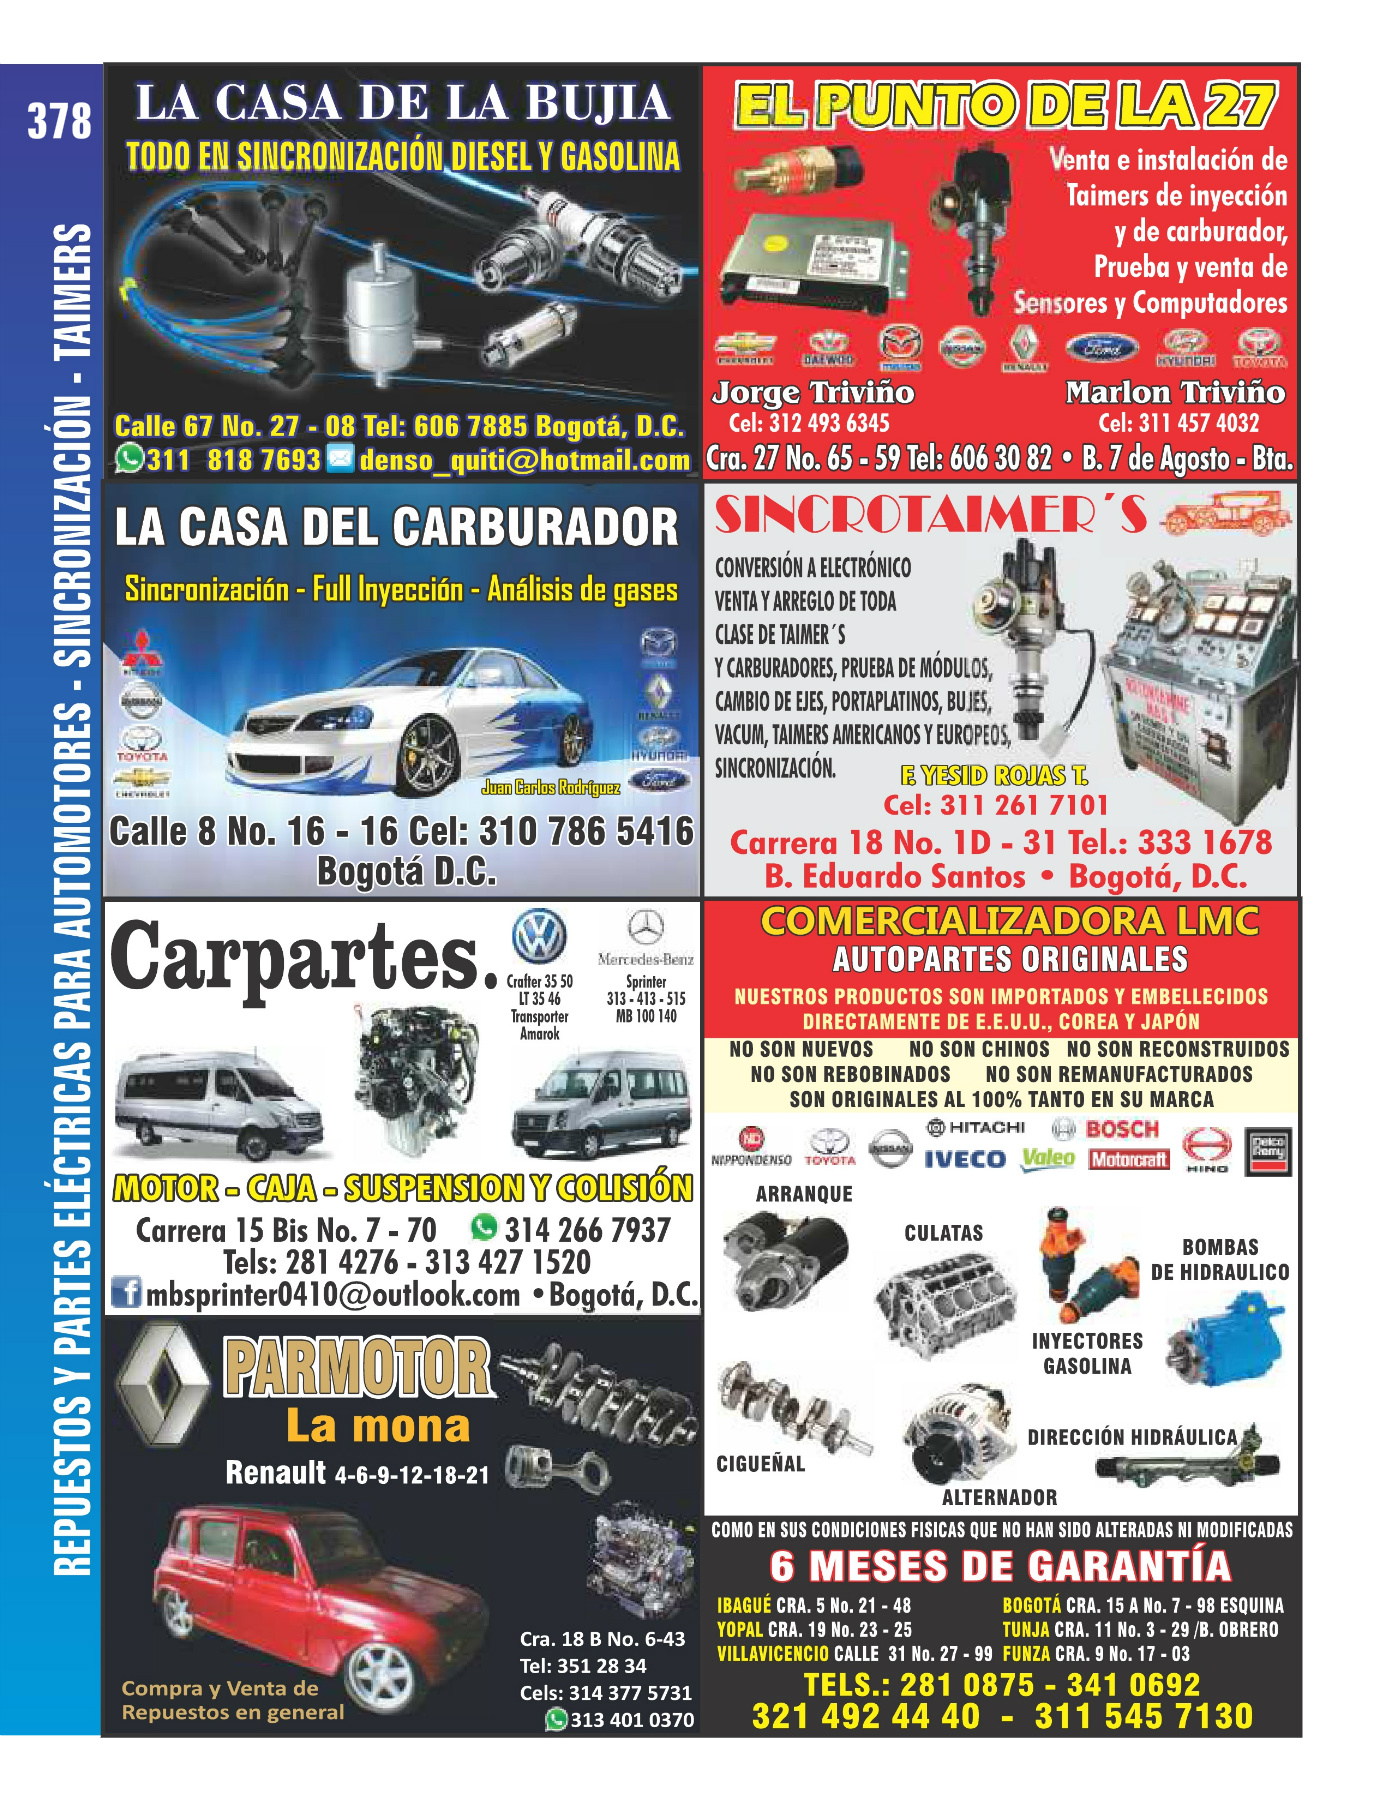 378
REPUESTOS Y PARTES ELÉCTRICAS PARA AUTOMOTORES - SINCRONIZACIÓN - TAIMERS
LA CASA DE LA BUJIA
TODO EN SINCRONIZACIÓN, DIESEL Y GASOLINA
Calle 67 No. 27 - 08 Tel: 606 7885 Bogotá, D.C.
311 818 7693 denso_quiti@hotmail.com
EL PUNTO DE LA 27
Venta e instalación de
Taimers de inyección
y de carburador,
Prueba y venta de
Sensores y Computadores
CHEVROLET DAEWOO mazda NISSAN RENAULT Ford HYUNDAI TOYOTA
Jorge Triviño Marlon Triviño
Cel: 312 493 6345 Cel: 311 457 4032
Cra. 27 No. 65 - 59 Tel: 606 30 82 • B. 7 de Agosto - Bta.
LA CASA DEL CARBURADOR
Sincronización - Full Inyección - Análisis de gases
TOYOTA
CHEVROLET
RENAULT
HYUNDAI
Ford
Juan Carlos Rodríguez
Calle 8 No. 16 - 16 Cel: 310 786 5416
Bogotá D.C.
SINCROTAIMER´S
CONVERSIÓN A ELECTRÓNICO
VENTA Y ARREGLO DE TODA
CLASE DE TAIMER´S
Y CARBURADORES, PRUEBA DE MÓDULOS,
CAMBIO DE EJES, PORTAPLATINOS, BUJES,
VACUM, TAIMERS AMERICANOS Y EUROPEOS,
SINCRONIZACIÓN.
F. YESID ROJAS T.
Cel: 311 261 7101
Carrera 18 No. 1D - 31 Tel.: 333 1678
B. Eduardo Santos • Bogotá, D.C.
Carpartes.
Crafter 35 50
LT 35 46
Transporter
Amarok
Mercedes-Benz
Sprinter
313 - 413 - 515
MB 100 140
MOTOR - CAJA - SUSPENSION Y COLISIÓN
Carrera 15 Bis No. 7 - 70 314 266 7937
Tels: 281 4276 - 313 427 1520
mbsprinter0410@outlook.com • Bogotá, D.C.
COMERCIALIZADORA LMC
AUTOPARTES ORIGINALES
NUESTROS PRODUCTOS SON IMPORTADOS Y EMBELLECIDOS
DIRECTAMENTE DE E.E.U.U., COREA Y JAPÓN
NO SON NUEVOS NO SON CHINOS NO SON RECONSTRUIDOS
NO SON REBOBINADOS NO SON REMANUFACTURADOS
SON ORIGINALES AL 100% TANTO EN SU MARCA
ND NIPPONDENSO TOYOTA NISSAN HITACHI IVECO BOSCH Valeo Motorcraft HINO Delco Remy
ARRANQUE
CULATAS
BOMBAS
DE HIDRAULICO
INYECTORES
GASOLINA
CIGUEÑAL
DIRECCIÓN HIDRÁULICA
ALTERNADOR
COMO EN SUS CONDICIONES FISICAS QUE NO HAN SIDO ALTERADAS NI MODIFICADAS
6 MESES DE GARANTÍA
IBAGUÉ CRA. 5 No. 21 - 48 BOGOTÁ CRA. 15 A No. 7 - 98 ESQUINA
YOPAL CRA. 19 No. 23 - 25 TUNJA CRA. 11 No. 3 - 29 /B. OBRERO
VILLAVICENCIO CALLE 31 No. 27 - 99 FUNZA CRA. 9 No. 17 - 03
TELS.: 281 0875 - 341 0692
321 492 44 40 - 311 545 7130
PARMOTOR
La mona
Renault 4-6-9-12-18-21
Compra y Venta de
Repuestos en general
Cra. 18 B No. 6-43
Tel: 351 28 34
Cels: 314 377 5731
313 401 0370